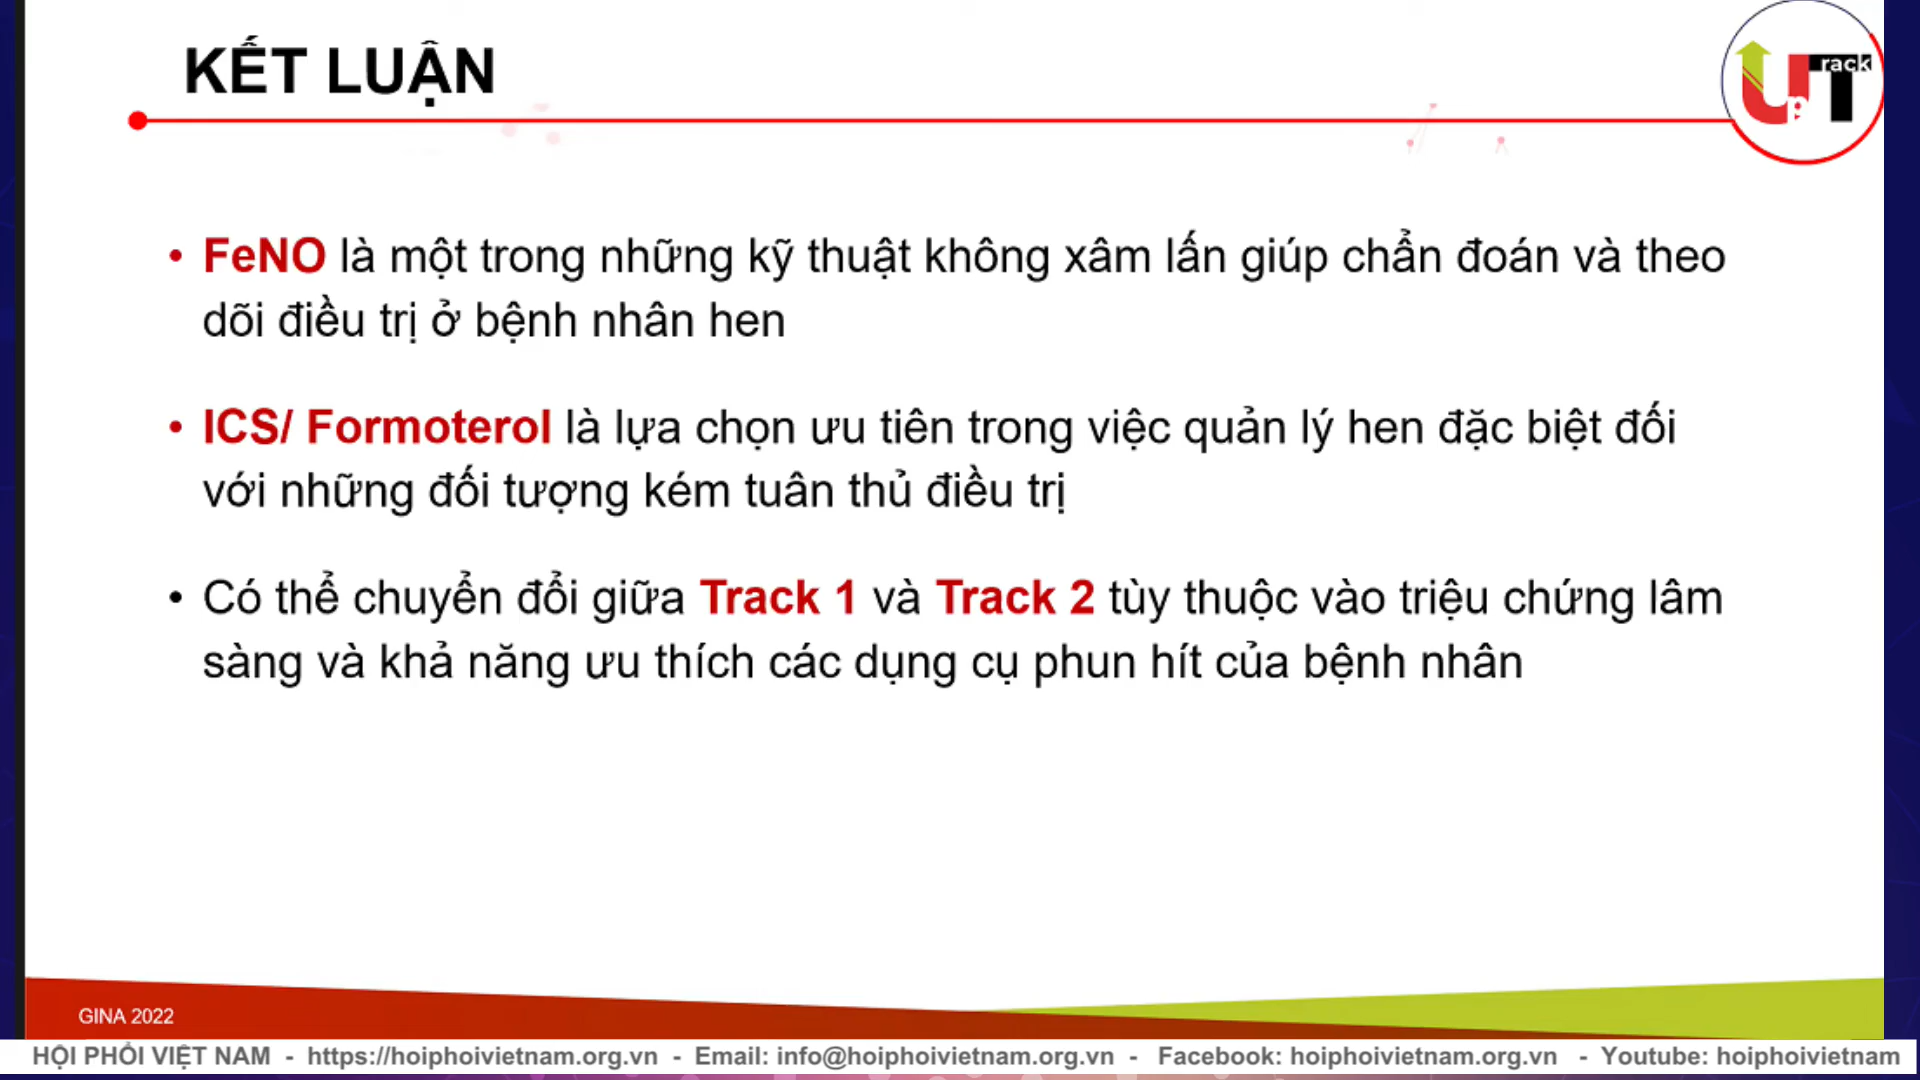 KẾT LUẬN
UpTrack
• FeNO là một trong những kỹ thuật không xâm lấn giúp chẩn đoán và theo
dõi điều trị ở bệnh nhân hen
• ICS/ Formoterol là lựa chọn ưu tiên trong việc quản lý hen đặc biệt đối
với những đối tượng kém tuân thủ điều trị
• Có thể chuyển đổi giữa Track 1 và Track 2 tùy thuộc vào triệu chứng lâm
sàng và khả năng ưu thích các dụng cụ phun hít của bệnh nhân
GINA 2022
HỘI PHỔI VIỆT NAM - https://hoiphoivietnam.org.vn - Email: info@hoiphoivietnam.org.vn - Facebook: hoiphoivietnam.org.vn - Youtube: hoiphoivietnam